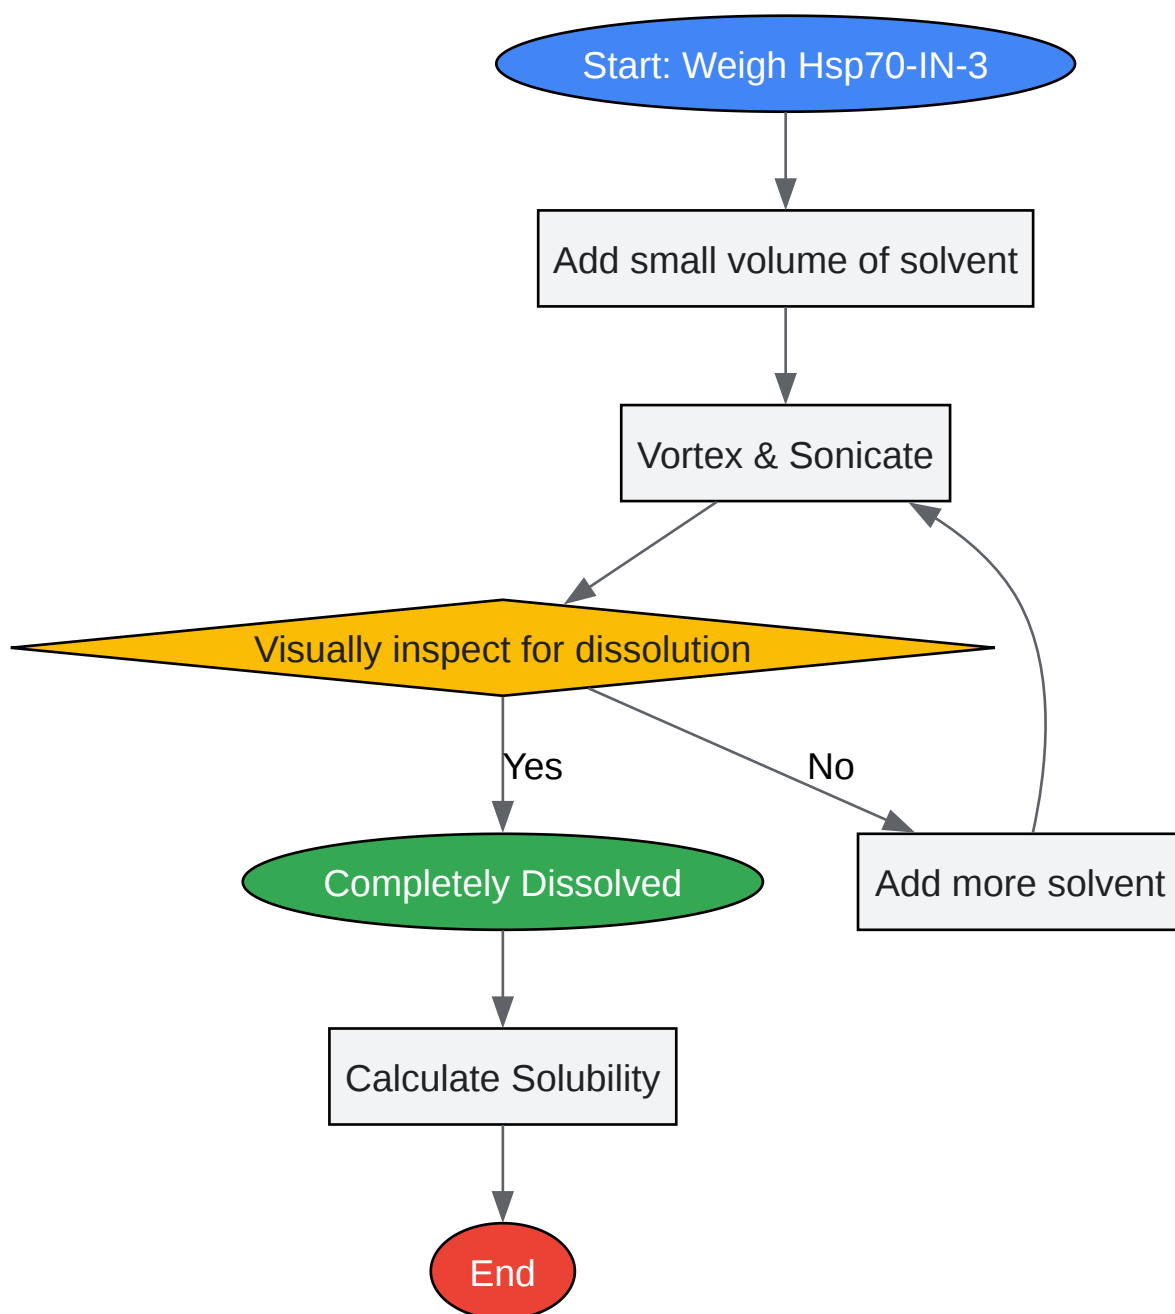 Start: Weigh Hsp70-IN-3
Add small volume of solvent
Vortex & Sonicate
Visually inspect for dissolution
Yes
No
Completely Dissolved
Add more solvent
Calculate Solubility
End